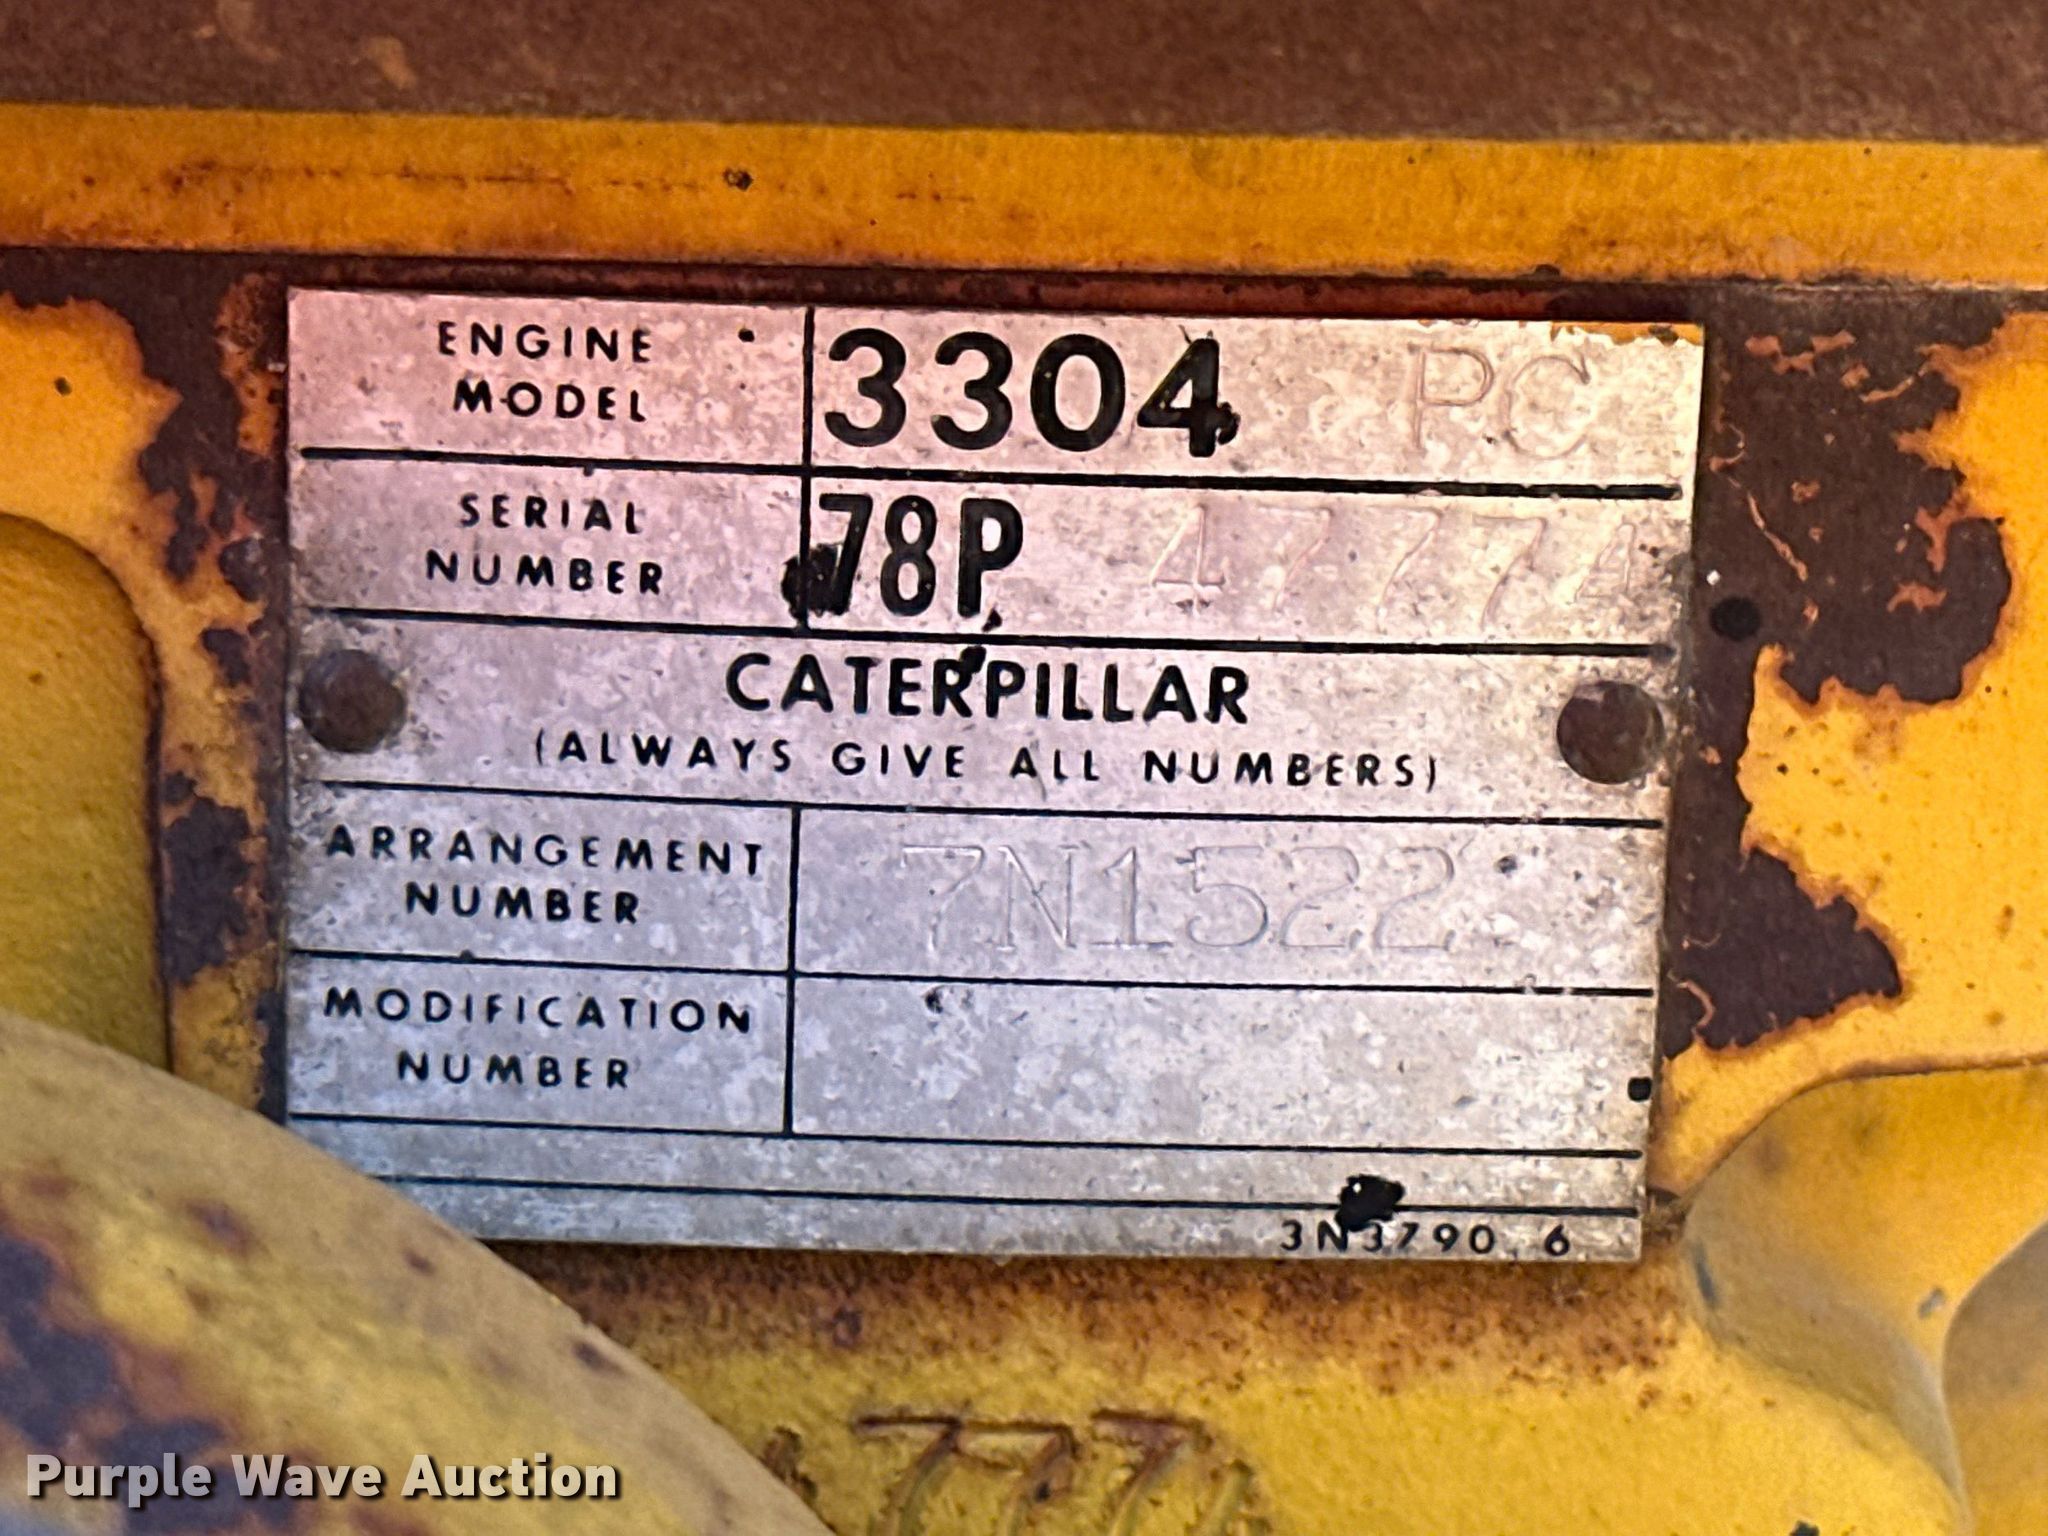 ENGINE
MODEL
3304 PC
SERIAL
NUMBER
78P 47774
CATERPILLAR
(ALWAYS GIVE ALL NUMBERS)
ARRANGEMENT
NUMBER
7N1522
MODIFICATION
NUMBER
3N3790 6
777
Purple Wave Auction